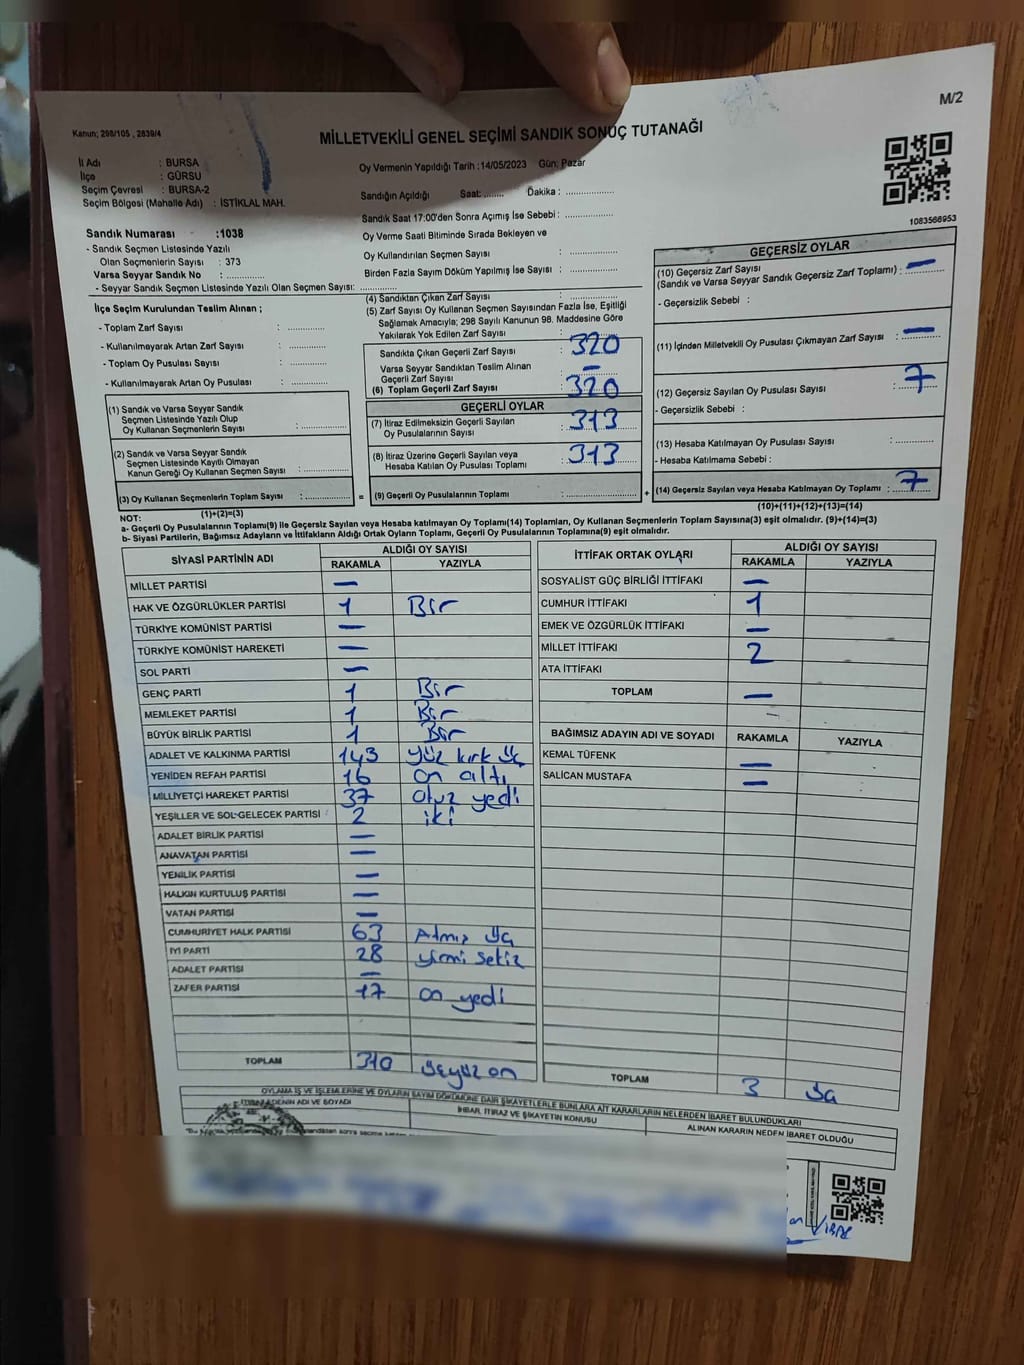 M/2
Kanun; 298/105 , 2839/4
MİLLETVEKİLİ GENEL SEÇİMİ SANDIK SONUÇ TUTANAĞI
İl Adı : BURSA
İlçe : GÜRSU
Seçim Çevresi : BURSA-2
Seçim Bölgesi (Mahalle Adı) : İSTİKLAL MAH.
Oy Vermenin Yapıldığı Tarih : 14/05/2023 Gün: Pazar
Sandığın Açıldığı Saat: ........ Dakika : ..................
Sandık Saat 17:00'den Sonra Açımış İse Sebebi : ..................
1083566953
Sandık Numarası :1038
- Sandık Seçmen Listesinde Yazılı
Olan Seçmenlerin Sayısı : 373
Varsa Seyyar Sandık No : ..................
- Seyyar Sandık Seçmen Listesinde Yazılı Olan Seçmen Sayısı: ..................
Oy Verme Saati Bitiminde Sırada Bekleyen ve
Oy Kullandırılan Seçmen Sayısı : ..................
Birden Fazla Sayım Döküm Yapılmış İse Sayısı : ..................
İlçe Seçim Kurulundan Teslim Alınan ;
- Toplam Zarf Sayısı : ..............
- Kullanılmayarak Artan Zarf Sayısı : ..............
- Toplam Oy Pusulası Sayısı : ..............
- Kullanılmayarak Artan Oy Pusulası : ..............
(4) Sandıktan Çıkan Zarf Sayısı : ..................
(5) Zarf Sayısı Oy Kullanan Seçmen Sayısından Fazla İse, Eşitliği
Sağlamak Amacıyla; 298 Sayılı Kanunun 98. Maddesine Göre
Yakılarak Yok Edilen Zarf Sayısı : ..................
Sandıkta Çıkan Geçerli Zarf Sayısı : 320
Varsa Seyyar Sandıktan Teslim Alınan
Geçerli Zarf Sayısı : —
(6) Toplam Geçerli Zarf Sayısı : 320
GEÇERLİ OYLAR
(7) İtiraz Edilmeksizin Geçerli Sayılan
Oy Pusulalarının Sayısı : 313
(8) İtiraz Üzerine Geçerli Sayılan veya
Hesaba Katılan Oy Pusulası Toplamı : 313
(9) Geçerli Oy Pusulalarının Toplamı : ..................
GEÇERSİZ OYLAR
(10) Geçersiz Zarf Sayısı
(Sandık ve Varsa Seyyar Sandık Geçersiz Zarf Toplamı) : —
- Geçersizlik Sebebi :
(11) İçinden Milletvekili Oy Pusulası Çıkmayan Zarf Sayısı : —
(12) Geçersiz Sayılan Oy Pusulası Sayısı : 7
- Geçersizlik Sebebi :
(13) Hesaba Katılmayan Oy Pusulası Sayısı : ..............
- Hesaba Katılmama Sebebi :
(14) Geçersiz Sayılan veya Hesaba Katılmayan Oy Toplamı : 7
(10)+(11)+(12)+(13)=(14)
(1) Sandık ve Varsa Seyyar Sandık
Seçmen Listesinde Yazılı Olup
Oy Kullanan Seçmenlerin Sayısı : ..............
(2) Sandık ve Varsa Seyyar Sandık
Seçmen Listesinde Kayıtlı Olmayan
Kanun Gereği Oy Kullanan Seçmen Sayısı : ..............
(3) Oy Kullanan Seçmenlerin Toplam Sayısı : ..............
(1)+(2)=(3)
NOT:
a- Geçerli Oy Pusulalarının Toplamı(9) ile Geçersiz Sayılan veya Hesaba katılmayan Oy Toplamı(14) Toplamları, Oy Kullanan Seçmenlerin Toplam Sayısına(3) eşit olmalıdır. (9)+(14)=(3)
b- Siyasi Partilerin, Bağımsız Adayların ve İttifakların Aldığı Ortak Oyların Toplamı, Geçerli Oy Pusulalarının Toplamına(9) eşit olmalıdır.
SİYASİ PARTİNİN ADI ALDIĞI OY SAYISI
RAKAMLA YAZIYLA
MİLLET PARTİSİ —
HAK VE ÖZGÜRLÜKLER PARTİSİ 1 Bir
TÜRKİYE KOMÜNİST PARTİSİ —
TÜRKİYE KOMÜNİST HAREKETİ —
SOL PARTİ —
GENÇ PARTİ 1 Bir
MEMLEKET PARTİSİ 1 Bir
BÜYÜK BİRLİK PARTİSİ 1 Bir
ADALET VE KALKINMA PARTİSİ 143 yüz kırk üç
YENİDEN REFAH PARTİSİ 16 on altı
MİLLİYETÇİ HAREKET PARTİSİ 37 otuz yedi
YEŞİLLER VE SOL GELECEK PARTİSİ 2 iki
ADALET BİRLİK PARTİSİ —
ANAVATAN PARTİSİ —
YENİLİK PARTİSİ —
HALKIN KURTULUŞ PARTİSİ —
VATAN PARTİSİ —
CUMHURİYET HALK PARTİSİ 63 Atmış üç
İYİ PARTİ 28 yirmi sekiz
ADALET PARTİSİ —
ZAFER PARTİSİ 17 on yedi
TOPLAM 310 üçyüz on
İTTİFAK ORTAK OYLARI ALDIĞI OY SAYISI
RAKAMLA YAZIYLA
SOSYALİST GÜÇ BİRLİĞİ İTTİFAKI —
CUMHUR İTTİFAKI 1
EMEK VE ÖZGÜRLÜK İTTİFAKI —
MİLLET İTTİFAKI 2
ATA İTTİFAKI
TOPLAM —
BAĞIMSIZ ADAYIN ADI VE SOYADI RAKAMLA YAZIYLA
KEMAL TÜFENK —
SALİCAN MUSTAFA —
TOPLAM 3 üç
OYLAMA İŞ VE İŞLEMLERİNE VE OYLARIN SAYIM DÖKÜMÜNE DAİR ŞİKAYETLERLE BUNLARA AİT KARARLARIN NELERDEN İBARET BULUNDUKLARI
ADI VE SOYADI
İHBAR, İTİRAZ VE ŞİKAYETİN KONUSU
ALINAN KARARIN NEDEN İBARET OLDUĞU